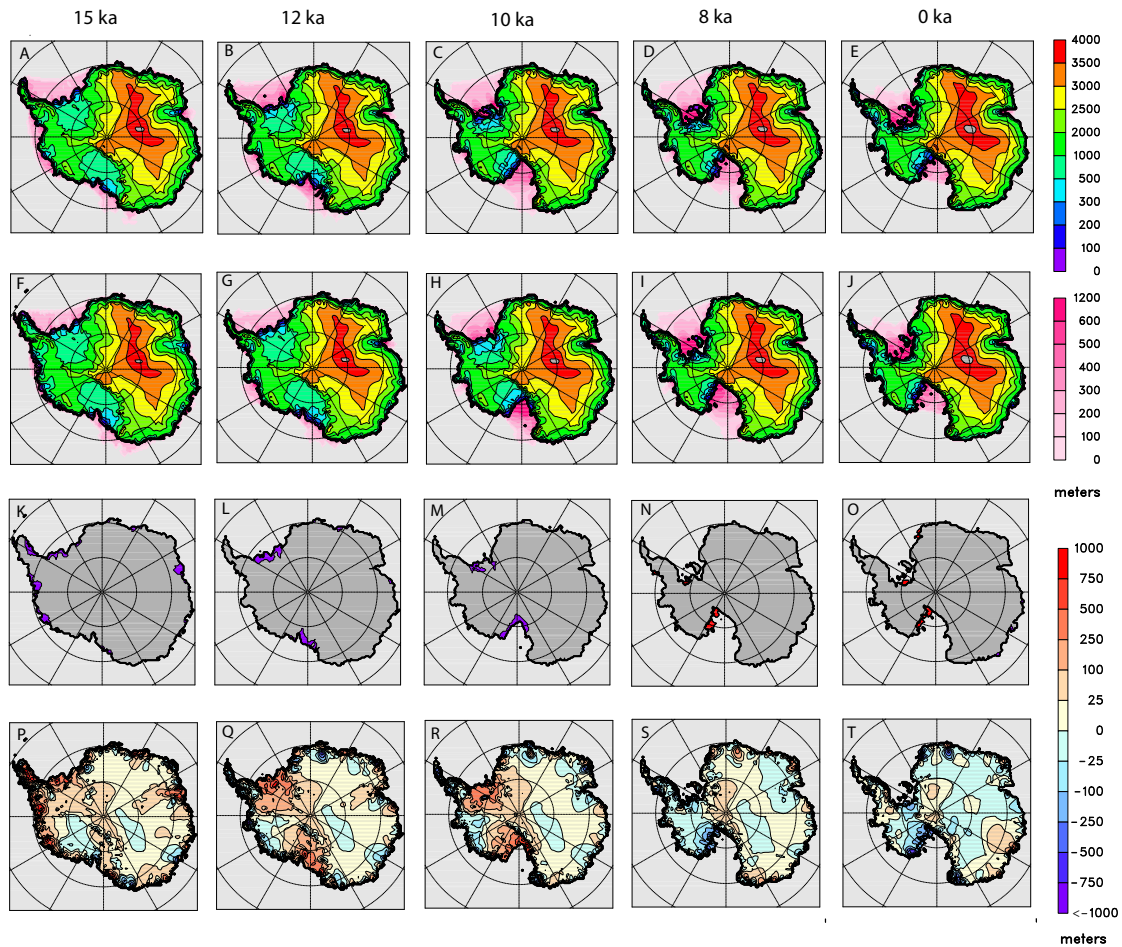 15 ka
12 ka
10 ka
8 ka
0 ka
A
B
C
D
E
4000
3500
3000
2500
2000
1000
500
300
200
100
0
F
G
H
I
J
1200
600
500
400
300
200
100
0
meters
K
L
M
N
O
1000
750
500
250
100
25
0
-25
-100
-250
-500
-750
<-1000
meters
P
Q
R
S
T